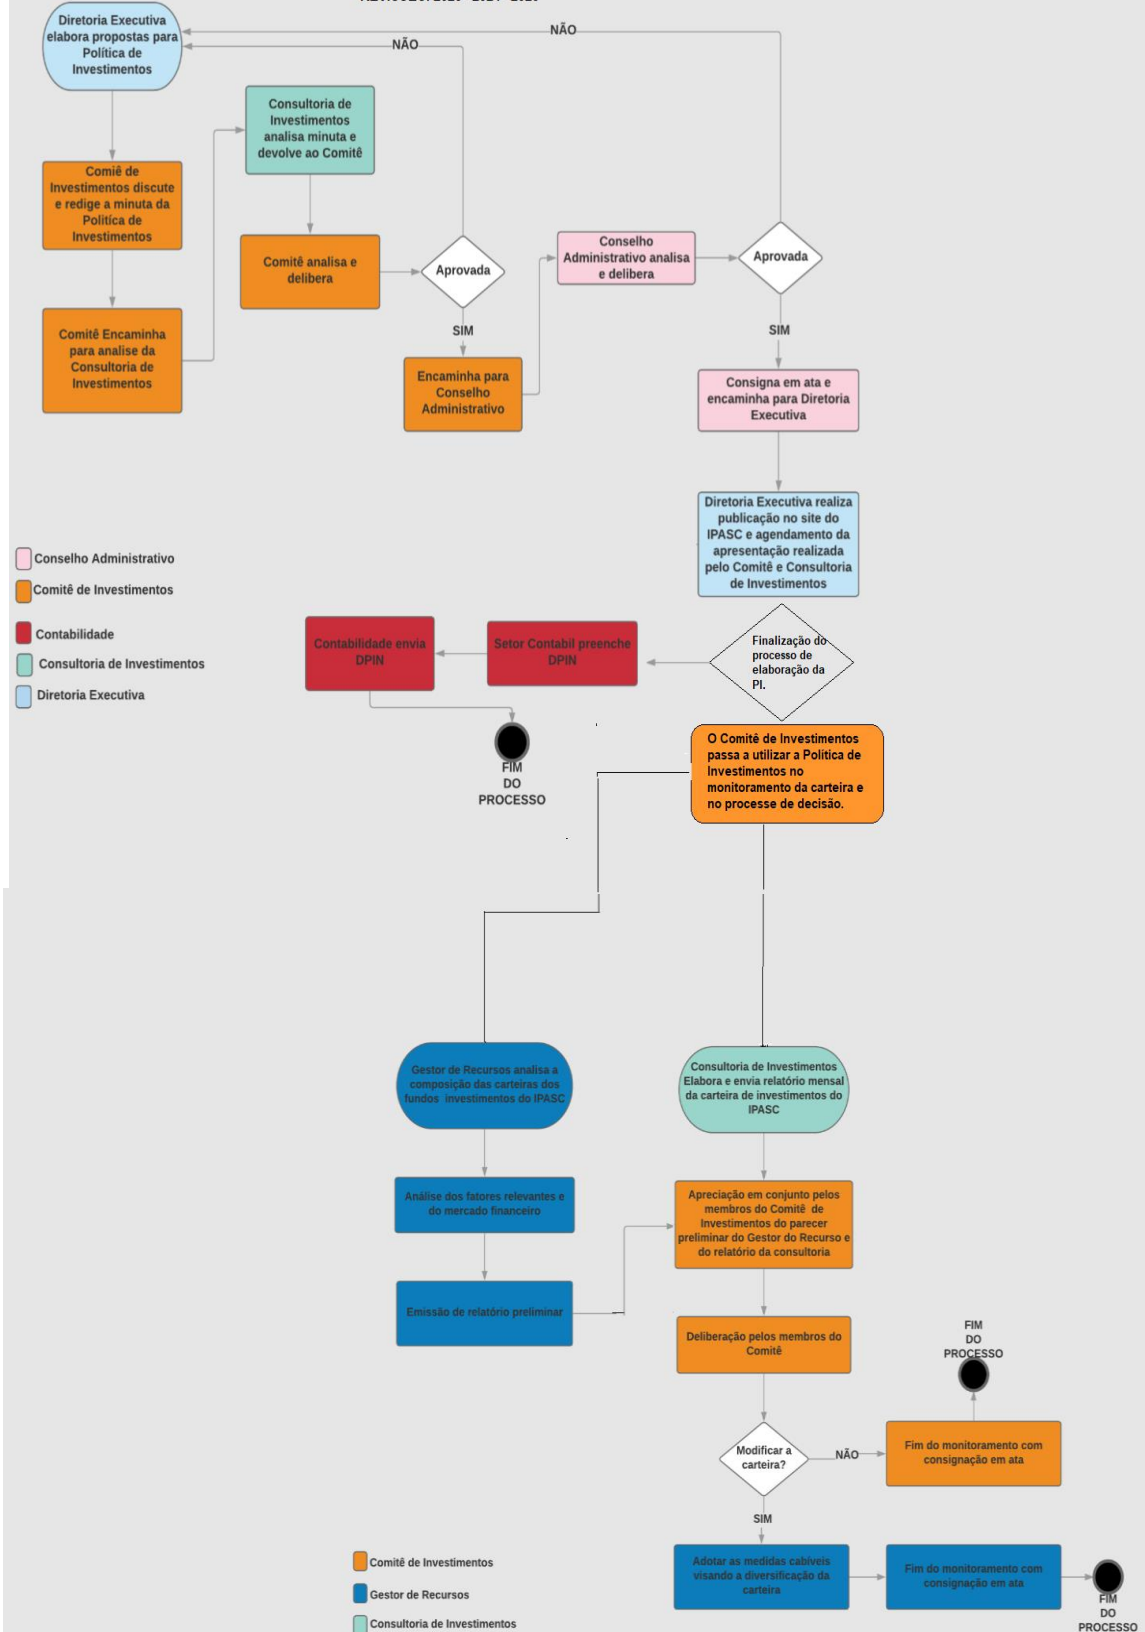 Diretoria Executiva
elabora propostas para
Política de
Investimentos
NÃO
NÃO
Consultoria de
Investimentos
analisa minuta e
devolve ao Comitê
Comiê de
Investimentos discute
e redige a minuta da
Politíca de
Investimentos
Comitê analisa e
delibera
Aprovada
Conselho
Administrativo analisa
e delibera
Aprovada
SIM
SIM
Comitê Encaminha
para analise da
Consultoria de
Investimentos
Encaminha para
Conselho
Administrativo
Consigna em ata e
encaminha para Diretoria
Executiva
Diretoria Executiva realiza
publicação no site do
IPASC e agendamento da
apresentação realizada
pelo Comitê e Consultoria
de Investimentos
Conselho Administrativo
Comitê de Investimentos
Contabilidade
Consultoria de Investimentos
Diretoria Executiva
Contabilidade envia
DPIN
Setor Contabil preenche
DPIN
Finalização do
processo de
elaboração da
PI.
FIM
DO
PROCESSO
O Comitê de Investimentos
passa a utilizar a Política de
Investimentos no
monitoramento da carteira e
no processe de decisão.
Gestor de Recursos analisa a
composição das carteiras dos
fundos investimentos do IPASC
Consultoria de Investimentos
Elabora e envia relatório mensal
da carteira de investimentos do
IPASC
Análise dos fatores relevantes e
do mercado financeiro
Apreciação em conjunto pelos
membros do Comitê de
Investimentos do parecer
preliminar do Gestor do Recurso e
do relatório da consultoria
Emissão de relatório preliminar
Deliberação pelos membros do
Comitê
FIM
DO
PROCESSO
Modificar a
carteira?
NÃO
Fim do monitoramento com
consignação em ata
SIM
Adotar as medidas cabíveis
visando a diversificação da
carteira
Fim do monitoramento com
consignação em ata
FIM
DO
PROCESSO
Comitê de Investimentos
Gestor de Recursos
Consultoria de Investimentos